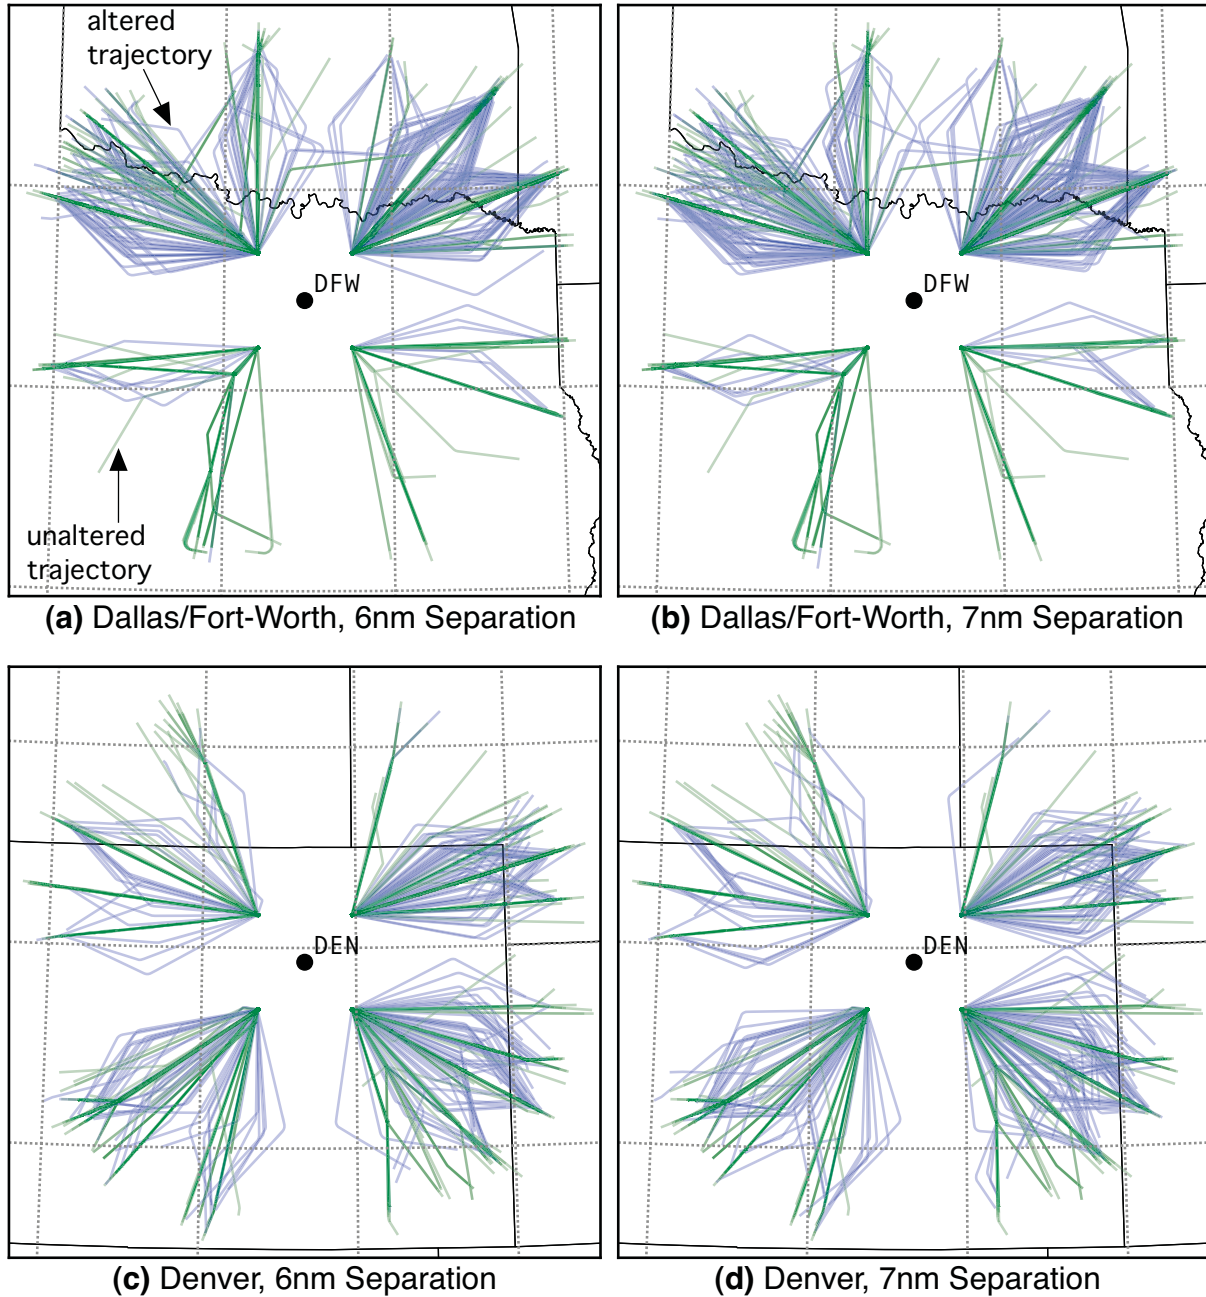 altered
trajectory
DFW
unaltered
trajectory
(a) Dallas/Fort-Worth, 6nm Separation
DFW
(b) Dallas/Fort-Worth, 7nm Separation
DEN
(c) Denver, 6nm Separation
DEN
(d) Denver, 7nm Separation